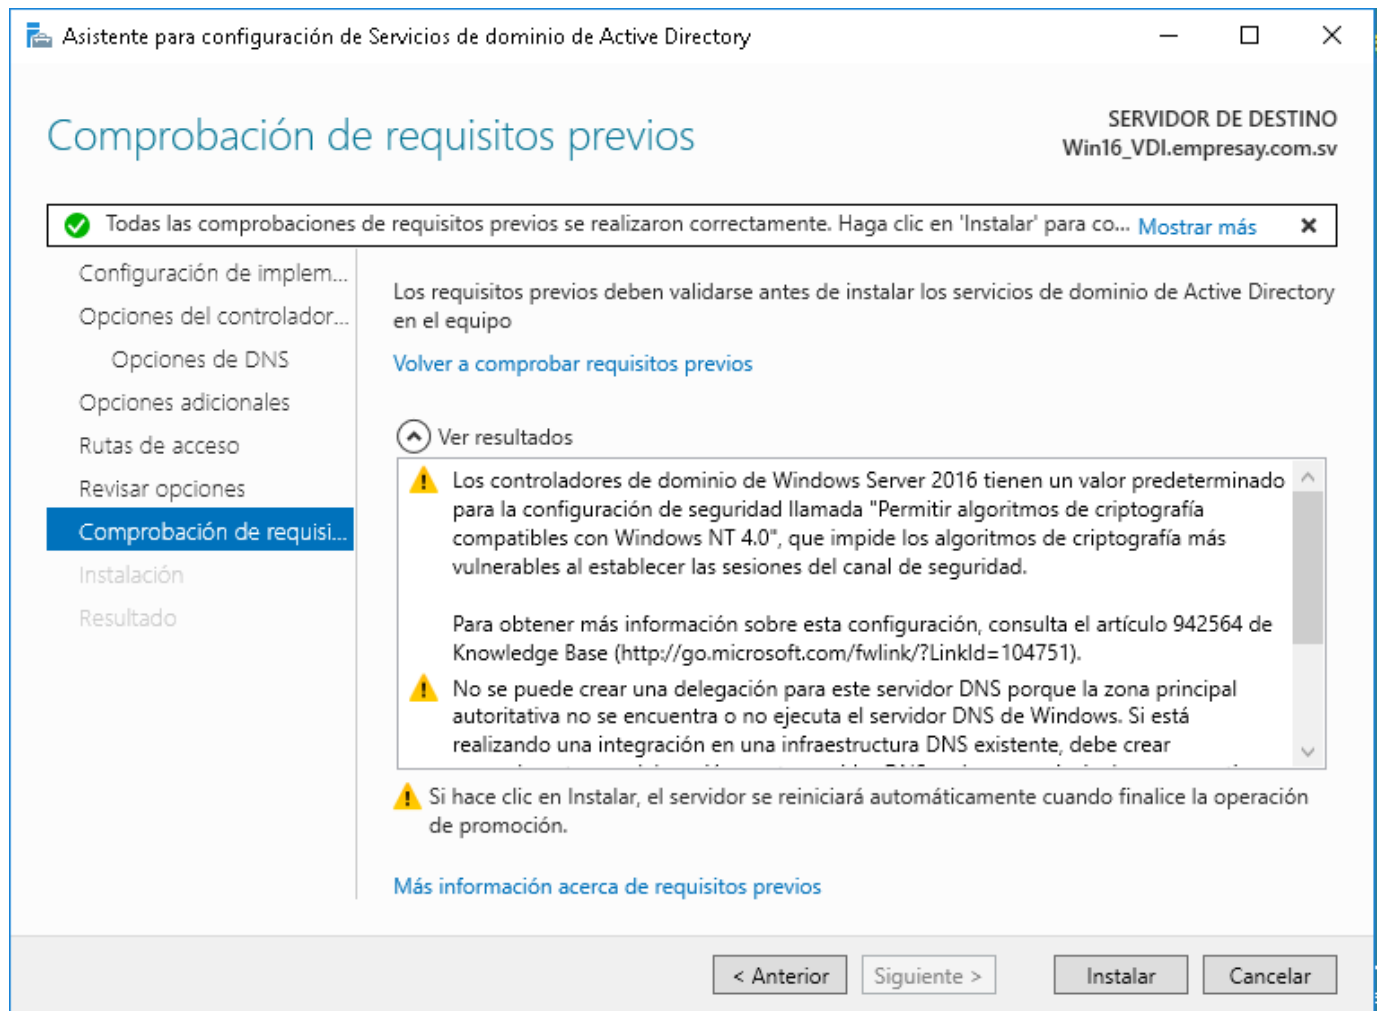 Asistente para configuración de Servicios de dominio de Active Directory
Comprobación de requisitos previos
SERVIDOR DE DESTINO
Win16_VDI.empresay.com.sv
Todas las comprobaciones de requisitos previos se realizaron correctamente. Haga clic en 'Instalar' para co... Mostrar más
Configuración de implem...
Opciones del controlador...
Opciones de DNS
Opciones adicionales
Rutas de acceso
Revisar opciones
Comprobación de requisi...
Instalación
Resultado
Los requisitos previos deben validarse antes de instalar los servicios de dominio de Active Directory
en el equipo
Volver a comprobar requisitos previos
Ver resultados
Los controladores de dominio de Windows Server 2016 tienen un valor predeterminado
para la configuración de seguridad llamada "Permitir algoritmos de criptografía
compatibles con Windows NT 4.0", que impide los algoritmos de criptografía más
vulnerables al establecer las sesiones del canal de seguridad.
Para obtener más información sobre esta configuración, consulta el artículo 942564 de
Knowledge Base (http://go.microsoft.com/fwlink/?LinkId=104751).
No se puede crear una delegación para este servidor DNS porque la zona principal
autoritativa no se encuentra o no ejecuta el servidor DNS de Windows. Si está
realizando una integración en una infraestructura DNS existente, debe crear
Si hace clic en Instalar, el servidor se reiniciará automáticamente cuando finalice la operación
de promoción.
Más información acerca de requisitos previos
< Anterior
Siguiente >
Instalar
Cancelar